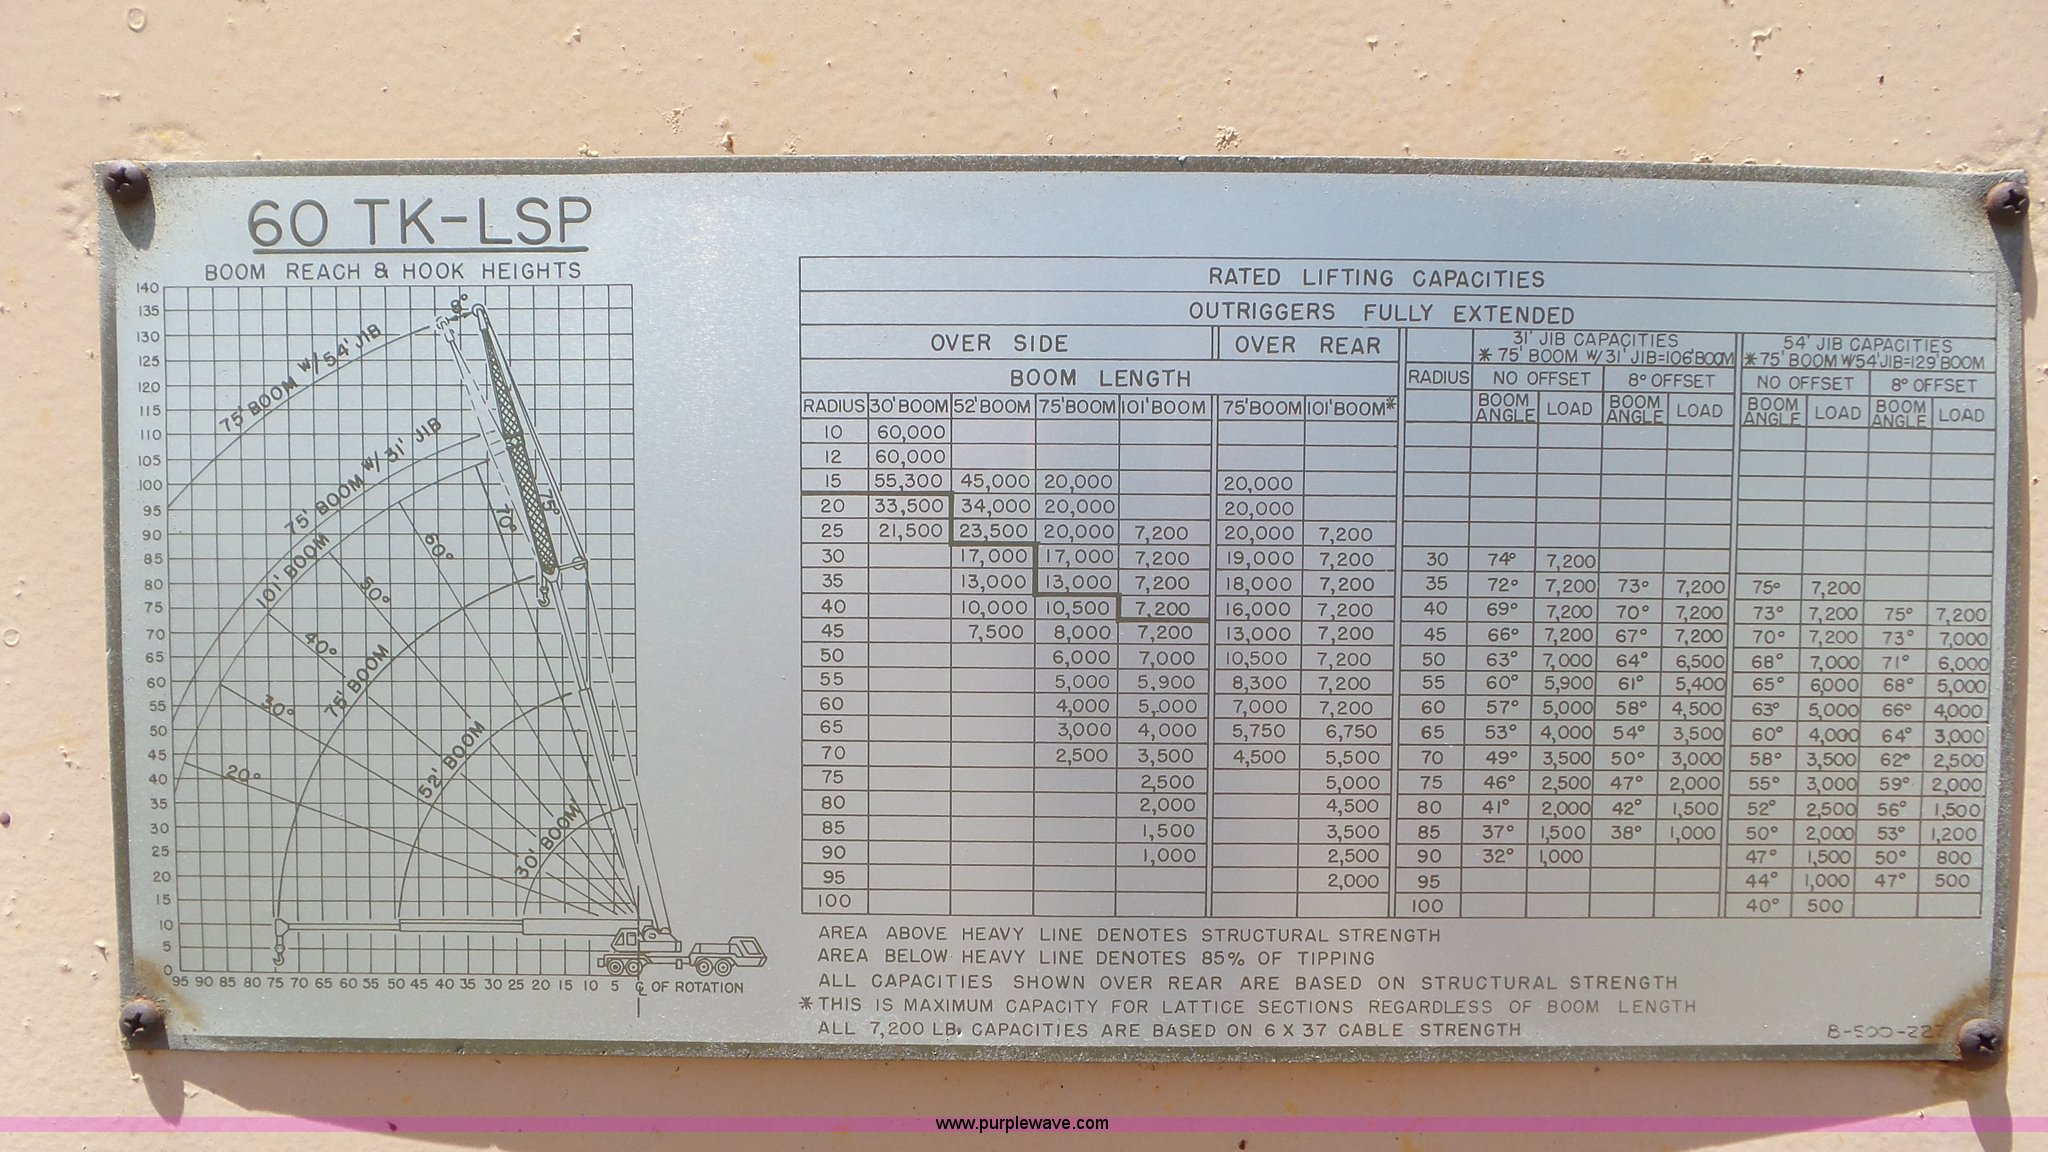 60 TK-LSP
BOOM REACH & HOOK HEIGHTS
140
135
130
125
120
115
110
105
100
95
90
85
80
75
70
65
60
55
50
45
40
35
30
25
20
15
10
5
0
95 90 85 80 75 70 65 60 55 50 45 40 35 30 25 20 15 10 5 ℄ OF ROTATION
8°
75' BOOM W/ 54' JIB
75' BOOM W/ 31' JIB
101' BOOM
75' BOOM
52' BOOM
30' BOOM
75°
70°
60°
50°
40°
30°
20°
RATED LIFTING CAPACITIES
OUTRIGGERS FULLY EXTENDED
OVER SIDE OVER REAR
BOOM LENGTH
RADIUS 30' BOOM 52' BOOM 75' BOOM 101' BOOM 75' BOOM 101' BOOM*
10 60,000
12 60,000
15 55,300 45,000 20,000 20,000
20 33,500 34,000 20,000 20,000
25 21,500 23,500 20,000 7,200 20,000 7,200
30 17,000 17,000 7,200 19,000 7,200
35 13,000 13,000 7,200 18,000 7,200
40 10,000 10,500 7,200 16,000 7,200
45 7,500 8,000 7,200 13,000 7,200
50 6,000 7,000 10,500 7,200
55 5,000 5,900 8,300 7,200
60 4,000 5,000 7,000 7,200
65 3,000 4,000 5,750 6,750
70 2,500 3,500 4,500 5,500
75 2,500 5,000
80 2,000 4,500
85 1,500 3,500
90 1,000 2,500
95 2,000
100
31' JIB CAPACITIES 54' JIB CAPACITIES
* 75' BOOM W/31' JIB=106' BOOM * 75' BOOM W/54' JIB=129' BOOM
RADIUS NO OFFSET 8° OFFSET NO OFFSET 8° OFFSET
BOOM ANGLE LOAD BOOM ANGLE LOAD BOOM ANGLE LOAD BOOM ANGLE LOAD
30 74° 7,200
35 72° 7,200 73° 7,200 75° 7,200
40 69° 7,200 70° 7,200 73° 7,200 75° 7,200
45 66° 7,200 67° 7,200 70° 7,200 73° 7,000
50 63° 7,000 64° 6,500 68° 7,000 71° 6,000
55 60° 5,900 61° 5,400 65° 6,000 68° 5,000
60 57° 5,000 58° 4,500 63° 5,000 66° 4,000
65 53° 4,000 54° 3,500 60° 4,000 64° 3,000
70 49° 3,500 50° 3,000 58° 3,500 62° 2,500
75 46° 2,500 47° 2,000 55° 3,000 59° 2,000
80 41° 2,000 42° 1,500 52° 2,500 56° 1,500
85 37° 1,500 38° 1,000 50° 2,000 53° 1,200
90 32° 1,000 47° 1,500 50° 800
95 44° 1,000 47° 500
100 40° 500
AREA ABOVE HEAVY LINE DENOTES STRUCTURAL STRENGTH
AREA BELOW HEAVY LINE DENOTES 85% OF TIPPING
ALL CAPACITIES SHOWN OVER REAR ARE BASED ON STRUCTURAL STRENGTH
* THIS IS MAXIMUM CAPACITY FOR LATTICE SECTIONS REGARDLESS OF BOOM LENGTH
ALL 7,200 LB. CAPACITIES ARE BASED ON 6 X 37 CABLE STRENGTH
www.purplewave.com